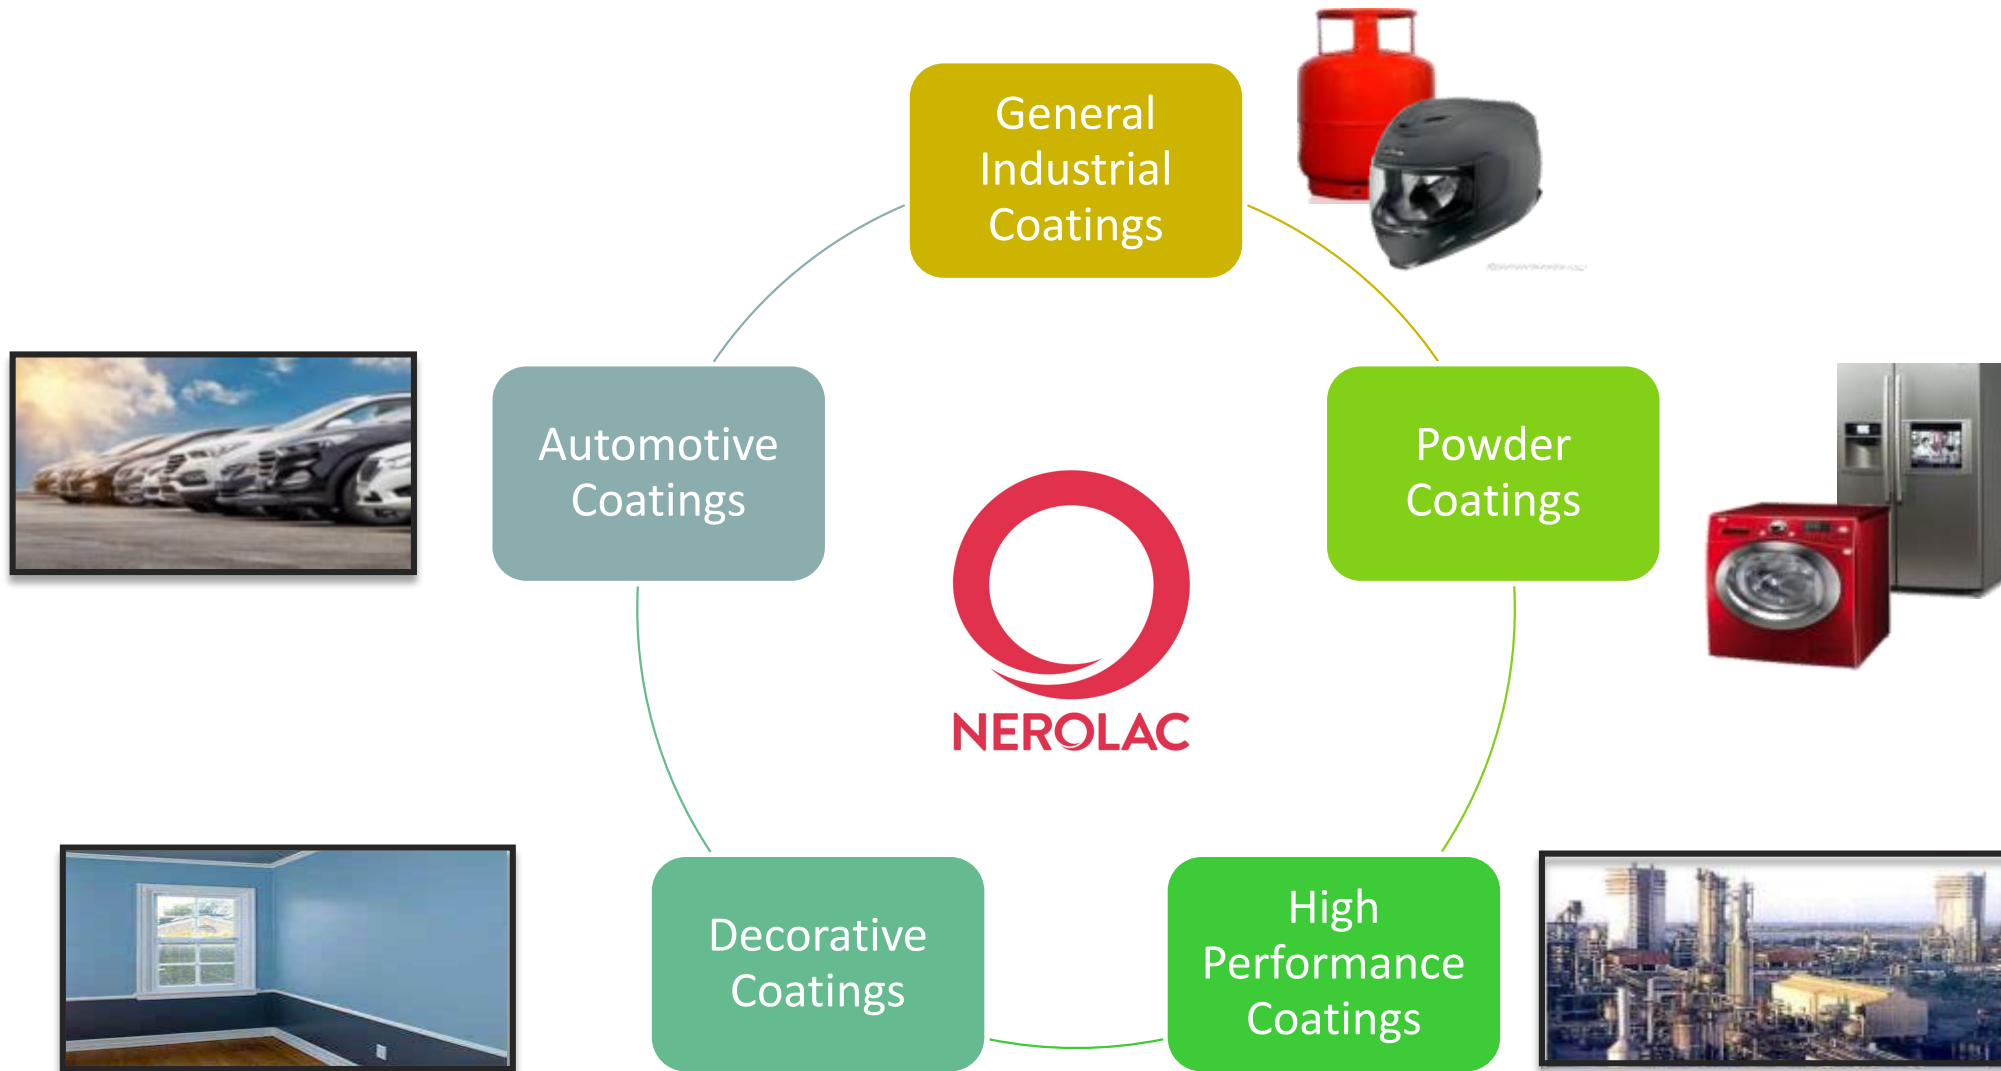 General
Industrial
Coatings
Automotive
Coatings
Powder
Coatings
NEROLAC
Decorative
Coatings
High
Performance
Coatings